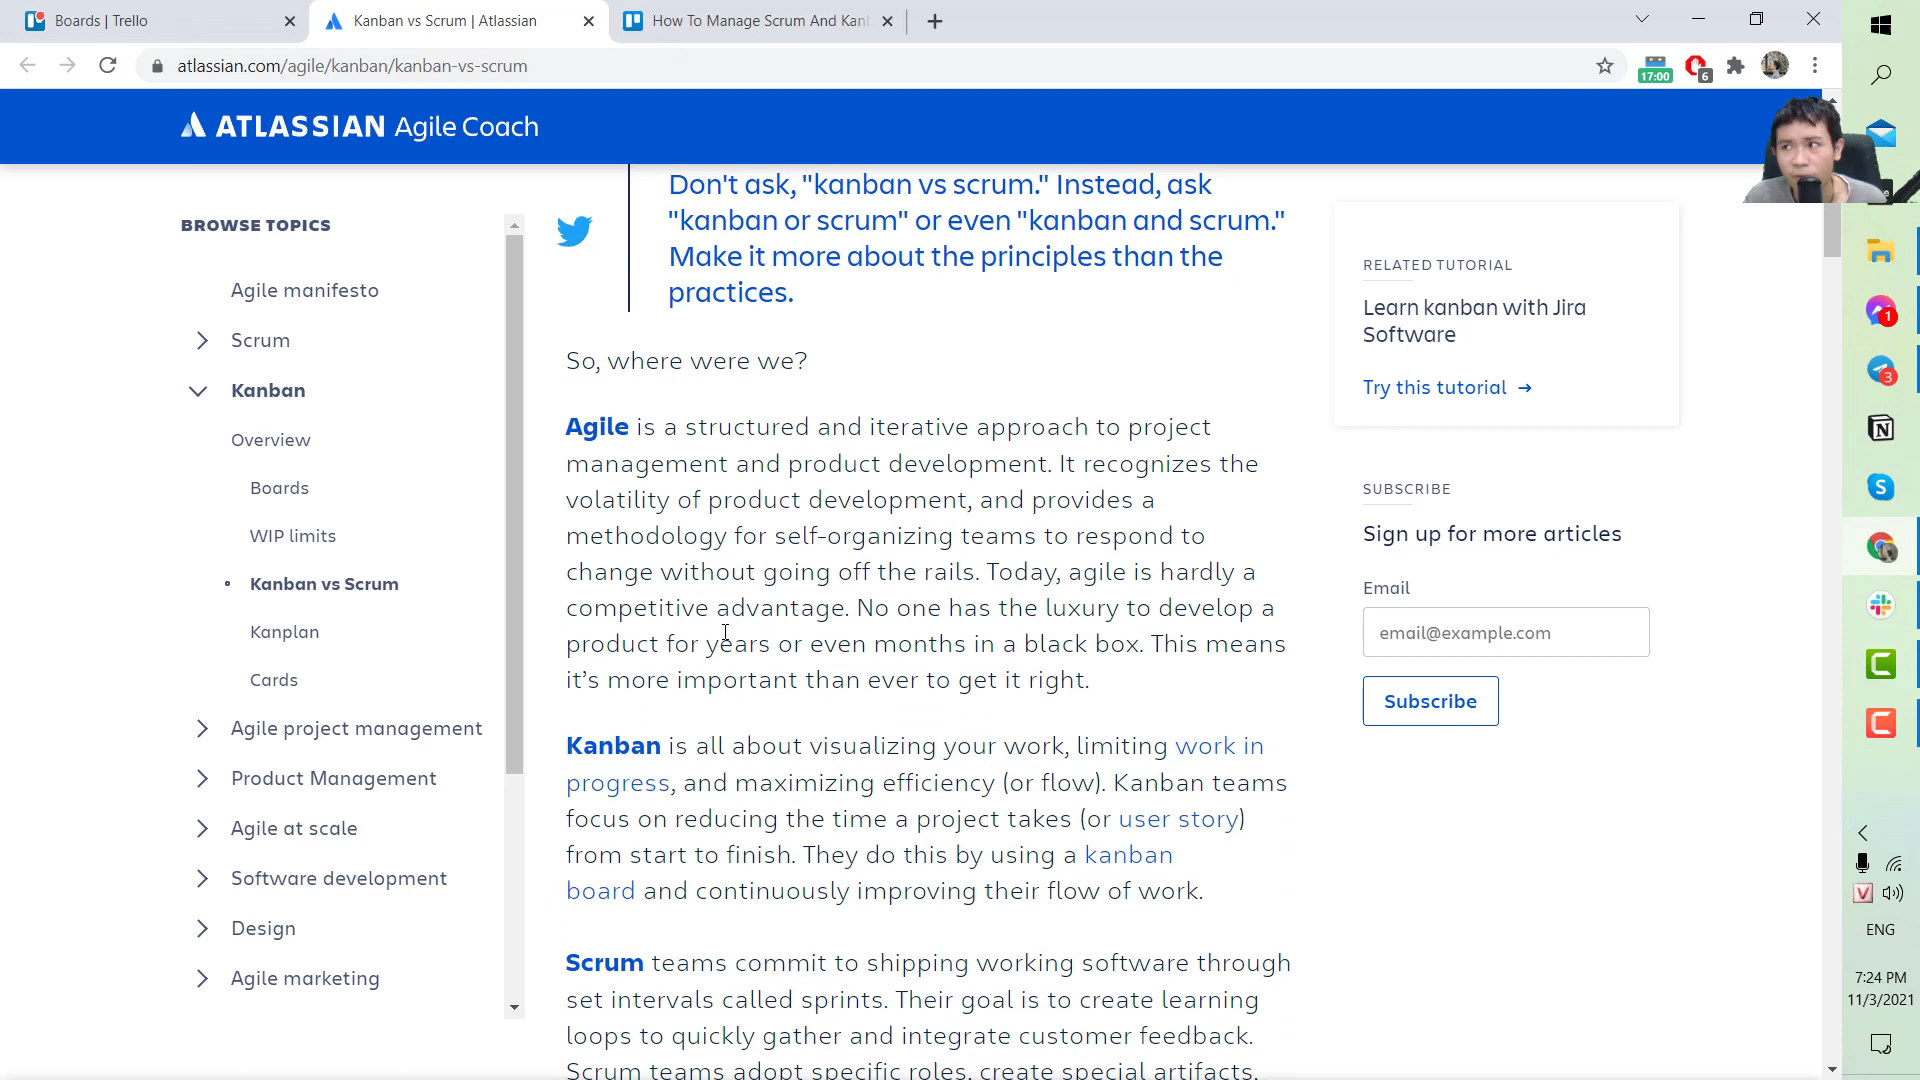 Boards | Trello
Kanban vs Scrum | Atlassian
How To Manage Scrum And Kan
atlassian.com/agile/kanban/kanban-vs-scrum
17:00
6
ATLASSIAN Agile Coach
BROWSE TOPICS
Agile manifesto
Scrum
Kanban
Overview
Boards
WIP limits
Kanban vs Scrum
Kanplan
Cards
Agile project management
Product Management
Agile at scale
Software development
Design
Agile marketing
Don't ask, "kanban vs scrum." Instead, ask
"kanban or scrum" or even "kanban and scrum."
Make it more about the principles than the
practices.
So, where were we?
Agile is a structured and iterative approach to project
management and product development. It recognizes the
volatility of product development, and provides a
methodology for self-organizing teams to respond to
change without going off the rails. Today, agile is hardly a
competitive advantage. No one has the luxury to develop a
product for years or even months in a black box. This means
it's more important than ever to get it right.
Kanban is all about visualizing your work, limiting work in
progress, and maximizing efficiency (or flow). Kanban teams
focus on reducing the time a project takes (or user story)
from start to finish. They do this by using a kanban
board and continuously improving their flow of work.
Scrum teams commit to shipping working software through
set intervals called sprints. Their goal is to create learning
loops to quickly gather and integrate customer feedback.
Scrum teams adopt specific roles, create special artifacts,
RELATED TUTORIAL
Learn kanban with Jira
Software
Try this tutorial →
SUBSCRIBE
Sign up for more articles
Email
email@example.com
Subscribe
1
3
N
S
V
ENG
7:24 PM
11/3/2021